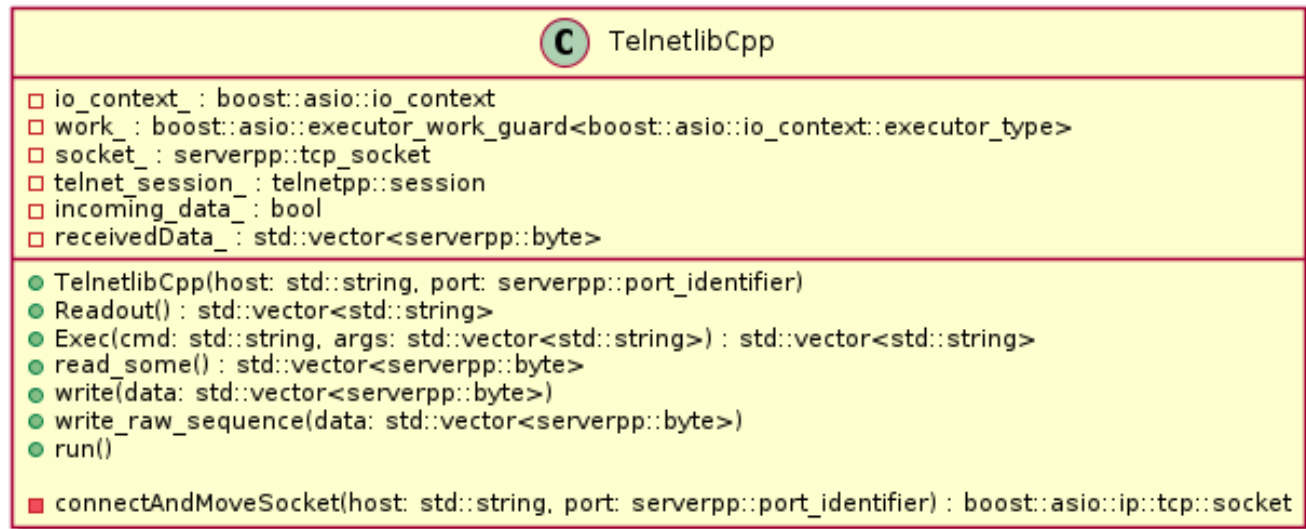 C TelnetlibCpp
io_context_ : boost::asio::io_context
work_ : boost::asio::executor_work_guard<boost::asio::io_context::executor_type>
socket_ : serverpp::tcp_socket
telnet_session_ : telnetpp::session
incoming_data_ : bool
receivedData_ : std::vector<serverpp::byte>
TelnetlibCpp(host: std::string, port: serverpp::port_identifier)
Readout() : std::vector<std::string>
Exec(cmd: std::string, args: std::vector<std::string>) : std::vector<std::string>
read_some() : std::vector<serverpp::byte>
write(data: std::vector<serverpp::byte>)
write_raw_sequence(data: std::vector<serverpp::byte>)
run()
connectAndMoveSocket(host: std::string, port: serverpp::port_identifier) : boost::asio::ip::tcp::socket